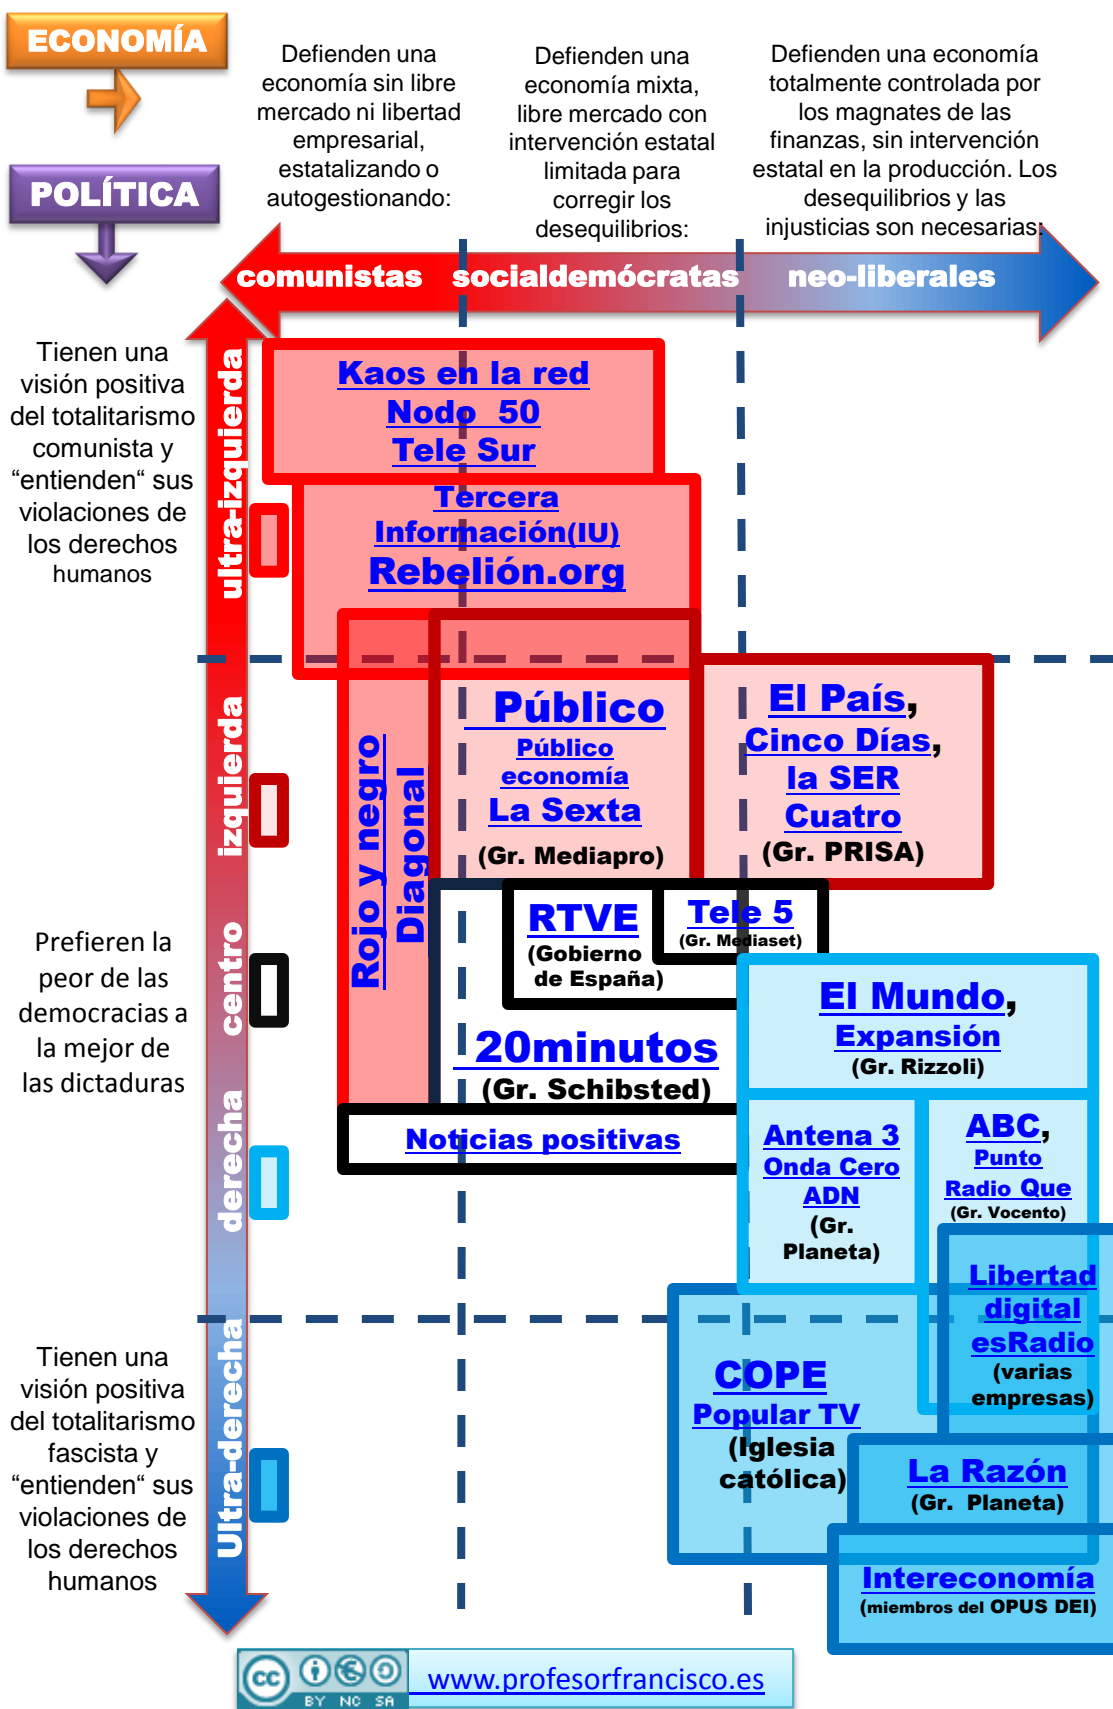 ECONOMÍA
POLÍTICA
Defienden una
economía sin libre
mercado ni libertad
empresarial,
estatalizando o
autogestionando:
Defienden una
economía mixta,
libre mercado con
intervención estatal
limitada para
corregir los
desequilibrios:
Defienden una economía
totalmente controlada por
los magnates de las
finanzas, sin intervención
estatal en la producción. Los
desequilibrios y las
injusticias son necesarias:
comunistas socialdemócratas neo-liberales
Tienen una
visión positiva
del totalitarismo
comunista y
“entienden“ sus
violaciones de
los derechos
humanos
Prefieren la
peor de las
democracias a
la mejor de
las dictaduras
Tienen una
visión positiva
del totalitarismo
fascista y
“entienden“ sus
violaciones de
los derechos
humanos
ultra-izquierda
izquierda
centro
derecha
Ultra-derecha
Kaos en la red
Nodo 50
Tele Sur
Tercera
Información(IU)
Rebelión.org
Rojo y negro
Diagonal
Público
Público
economía
La Sexta
(Gr. Mediapro)
El País,
Cinco Días,
la SER
Cuatro
(Gr. PRISA)
RTVE
(Gobierno
de España)
Tele 5
(Gr. Mediaset)
20minutos
(Gr. Schibsted)
Noticias positivas
El Mundo,
Expansión
(Gr. Rizzoli)
Antena 3
Onda Cero
ADN
(Gr.
Planeta)
ABC,
Punto
Radio Que
(Gr. Vocento)
Libertad
digital
esRadio
(varias
empresas)
COPE
Popular TV
(Iglesia
católica)
La Razón
(Gr. Planeta)
Intereconomía
(miembros del OPUS DEI)
cc
BY NC SA
www.profesorfrancisco.es